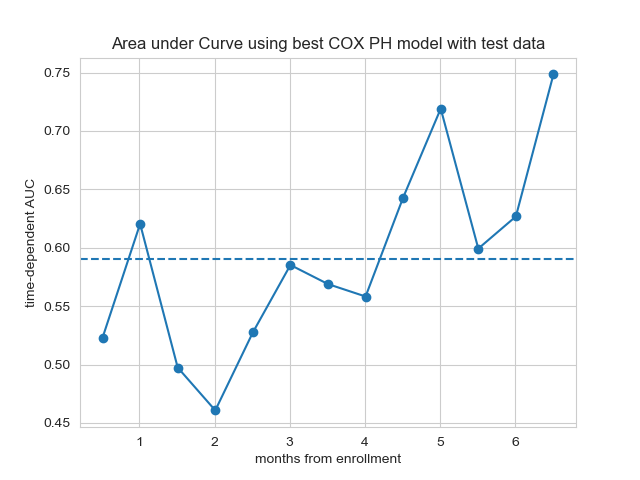 Area under Curve using best COX PH model with test data
time-dependent AUC
0.75
0.70
0.65
0.60
0.55
0.50
0.45
1 2 3 4 5 6
months from enrollment